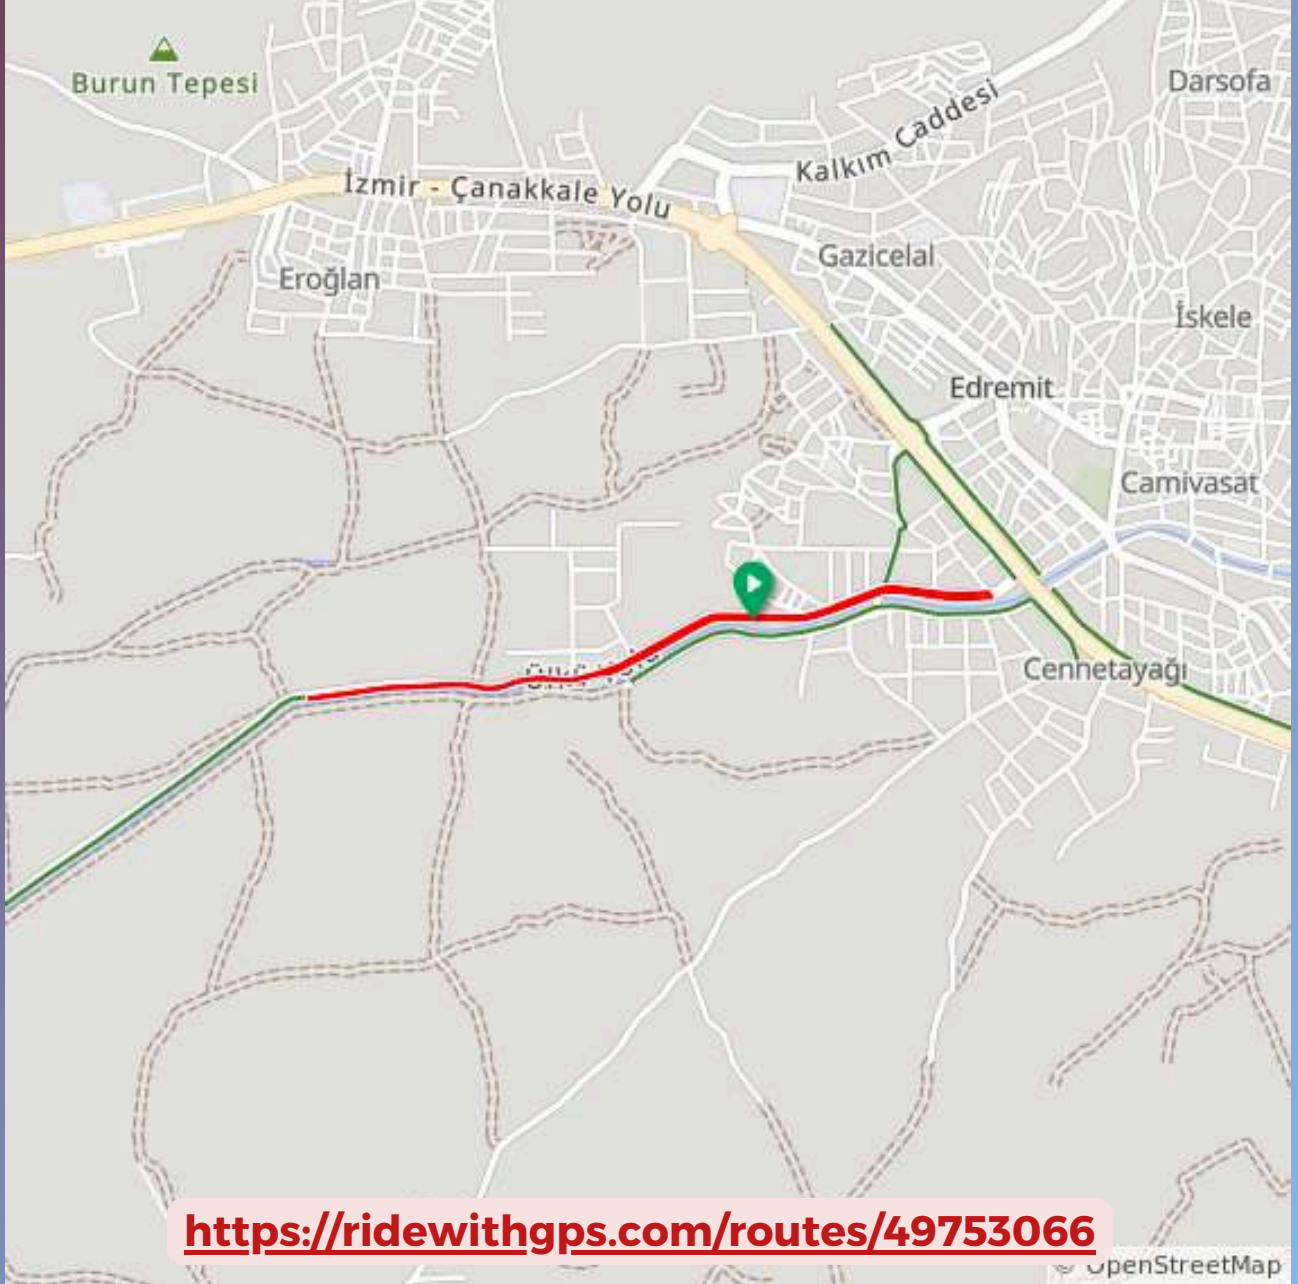 Burun Tepesi
Darsofa
Kalkım Caddesi
İzmir - Çanakkale Yolu
Gazicelal
Eroğlan
İskele
Edremit
Camivasat
Cennetayağı
https://ridewithgps.com/routes/49753066
© OpenStreetMap